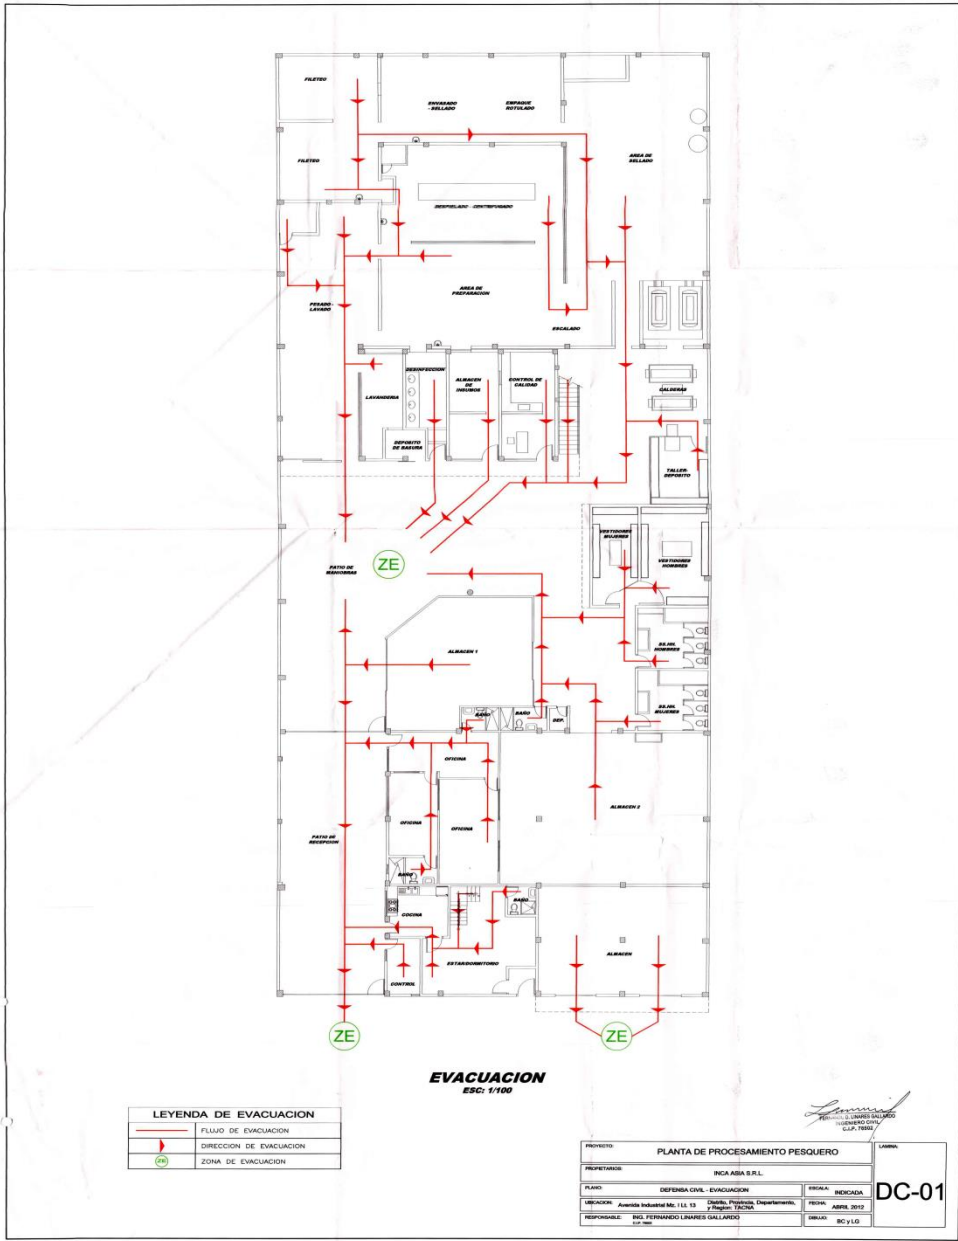 FILETEO
ENVASADO
- SELLADO
EMPAQUE
ROTULADO
AREA DE
SELLADO
FILETEO
DESPIELADO - CENTRIFUGADO
AREA DE
PREPARACION
PESADO -
LAVADO
ESCALADO
DESINFECCION
ALMACEN
DE
INSUMOS
CONTROL DE
CALIDAD
CALDERAS
LAVANDERIA
DEPOSITO
DE BASURA
TALLER-
DEPOSITO
VESTIDORES
MUJERES
VESTIDORES
HOMBRES
ZE
PATIO DE
MANIOBRAS
ALMACEN 1
SS.HH.
HOMBRES
SS.HH.
MUJERES
BAÑO
BAÑO
DEP.
OFICINA
OFICINA
OFICINA
ALMACEN 2
PATIO DE
RECEPCION
BAÑO
BAÑO
COCINA
ESTAR/DORMITORIO
ALMACEN
CONTROL
ZE
ZE
EVACUACION
ESC: 1/100
LEYENDA DE EVACUACION
FLUJO DE EVACUACION
DIRECCION DE EVACUACION
ZE
ZONA DE EVACUACION
LINARES GALLARDO
INGENIERO CIVIL
PROYECTO:
PLANTA DE PROCESAMIENTO PESQUERO
LAMINA:
PROPIETARIOS:
INCA ASIA S.R.L.
PLANO:
DEFENSA CIVIL - EVACUACION
ESCALA:
INDICADA
DC-01
UBICACION:
Avenida Industrial Mz. I Lt. 13
Distrito, Provincia, Departamento,
y Region: TACNA
FECHA:
ABRIL 2012
RESPONSABLE:
ING. FERNANDO LINARES GALLARDO
DIBUJO:
BC y LG